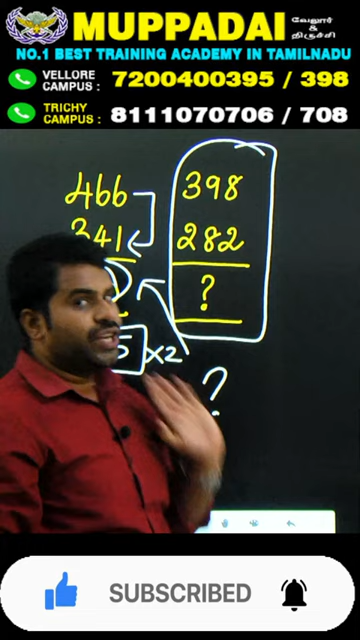 MUPPADAI வேலூர் & திருச்சி
NO.1 BEST TRAINING ACADEMY IN TAMILNADU
VELLORE CAMPUS : 7200400395 / 398
TRICHY CAMPUS : 8111070706 / 708
466 398
341 282
?
5 ×2
?
SUBSCRIBED